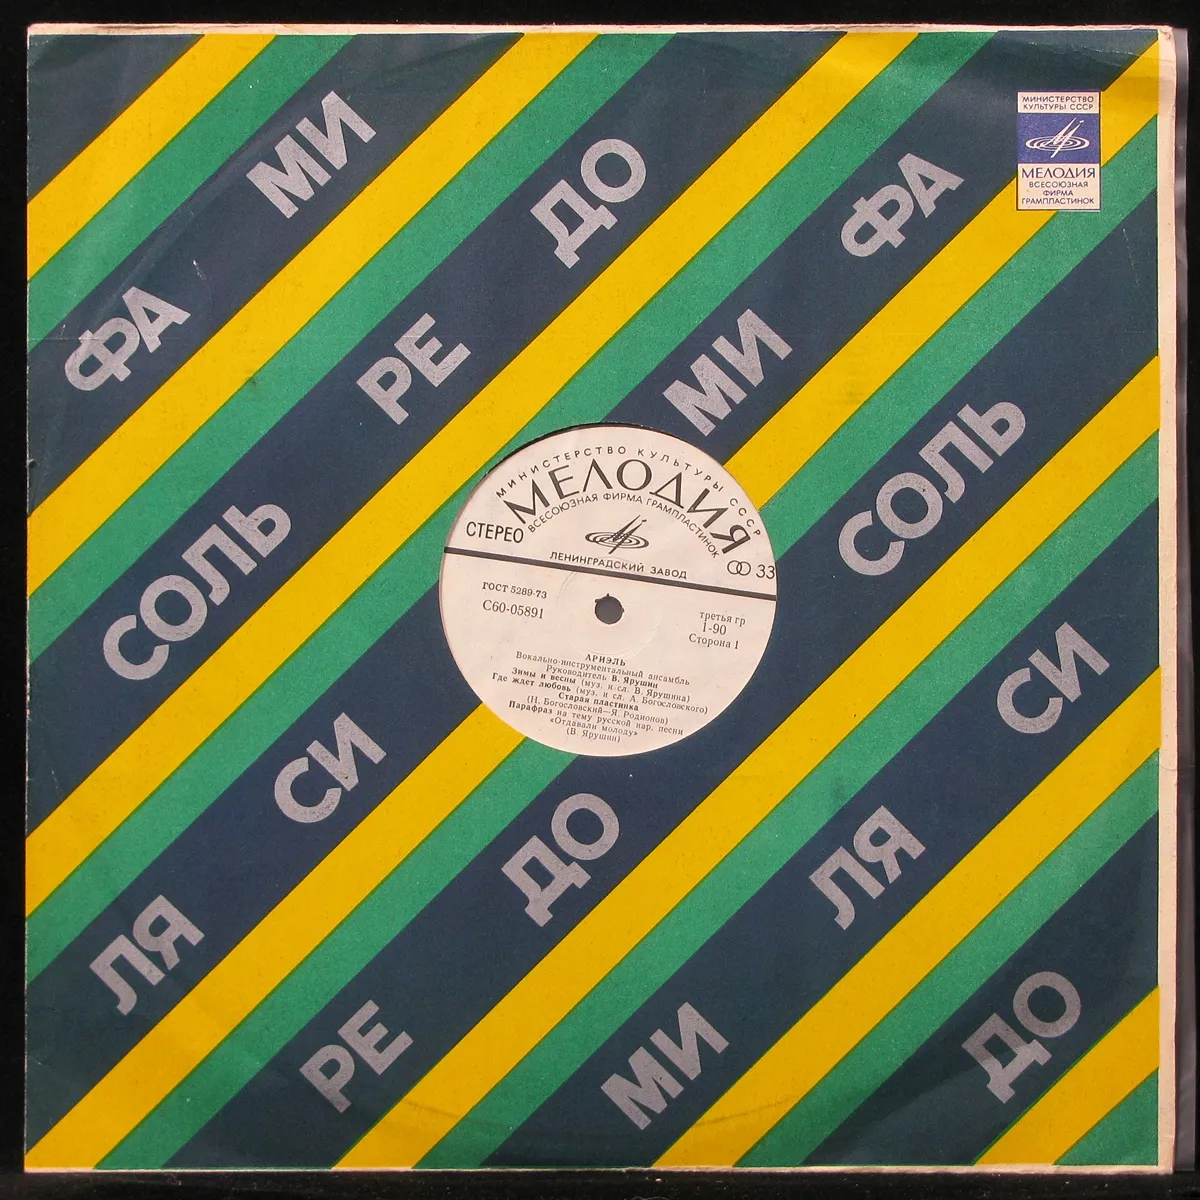 МИНИСТЕРСТВО
КУЛЬТУРЫ СССР
МЕЛОДИЯ
ВСЕСОЮЗНАЯ
ФИРМА
ГРАМПЛАСТИНОК
ФА МИ
СОЛЬ РЕ ДО
ЛЯ СИ МИ ФА
РЕ ДО СОЛЬ
МИ ЛЯ СИ
ДО
МИНИСТЕРСТВО КУЛЬТУРЫ СССР
МЕЛОДИЯ
ВСЕСОЮЗНАЯ ФИРМА ГРАМПЛАСТИНОК
СТЕРЕО
ЛЕНИНГРАДСКИЙ ЗАВОД
33
ГОСТ 5289-73
С60-05891
третья гр
1-90
Сторона 1
АРИЭЛЬ
Вокально-инструментальный ансамбль
Руководитель В. Ярушин
Зимы и весны (муз. и сл. В. Ярушина)
Где ждет любовь (муз. и сл. А. Богословского)
Старая пластинка
(Н. Богословский—Я. Родионов)
Парафраз на тему русской нар. песни
«Отдавали молоду»
(В. Ярушин)